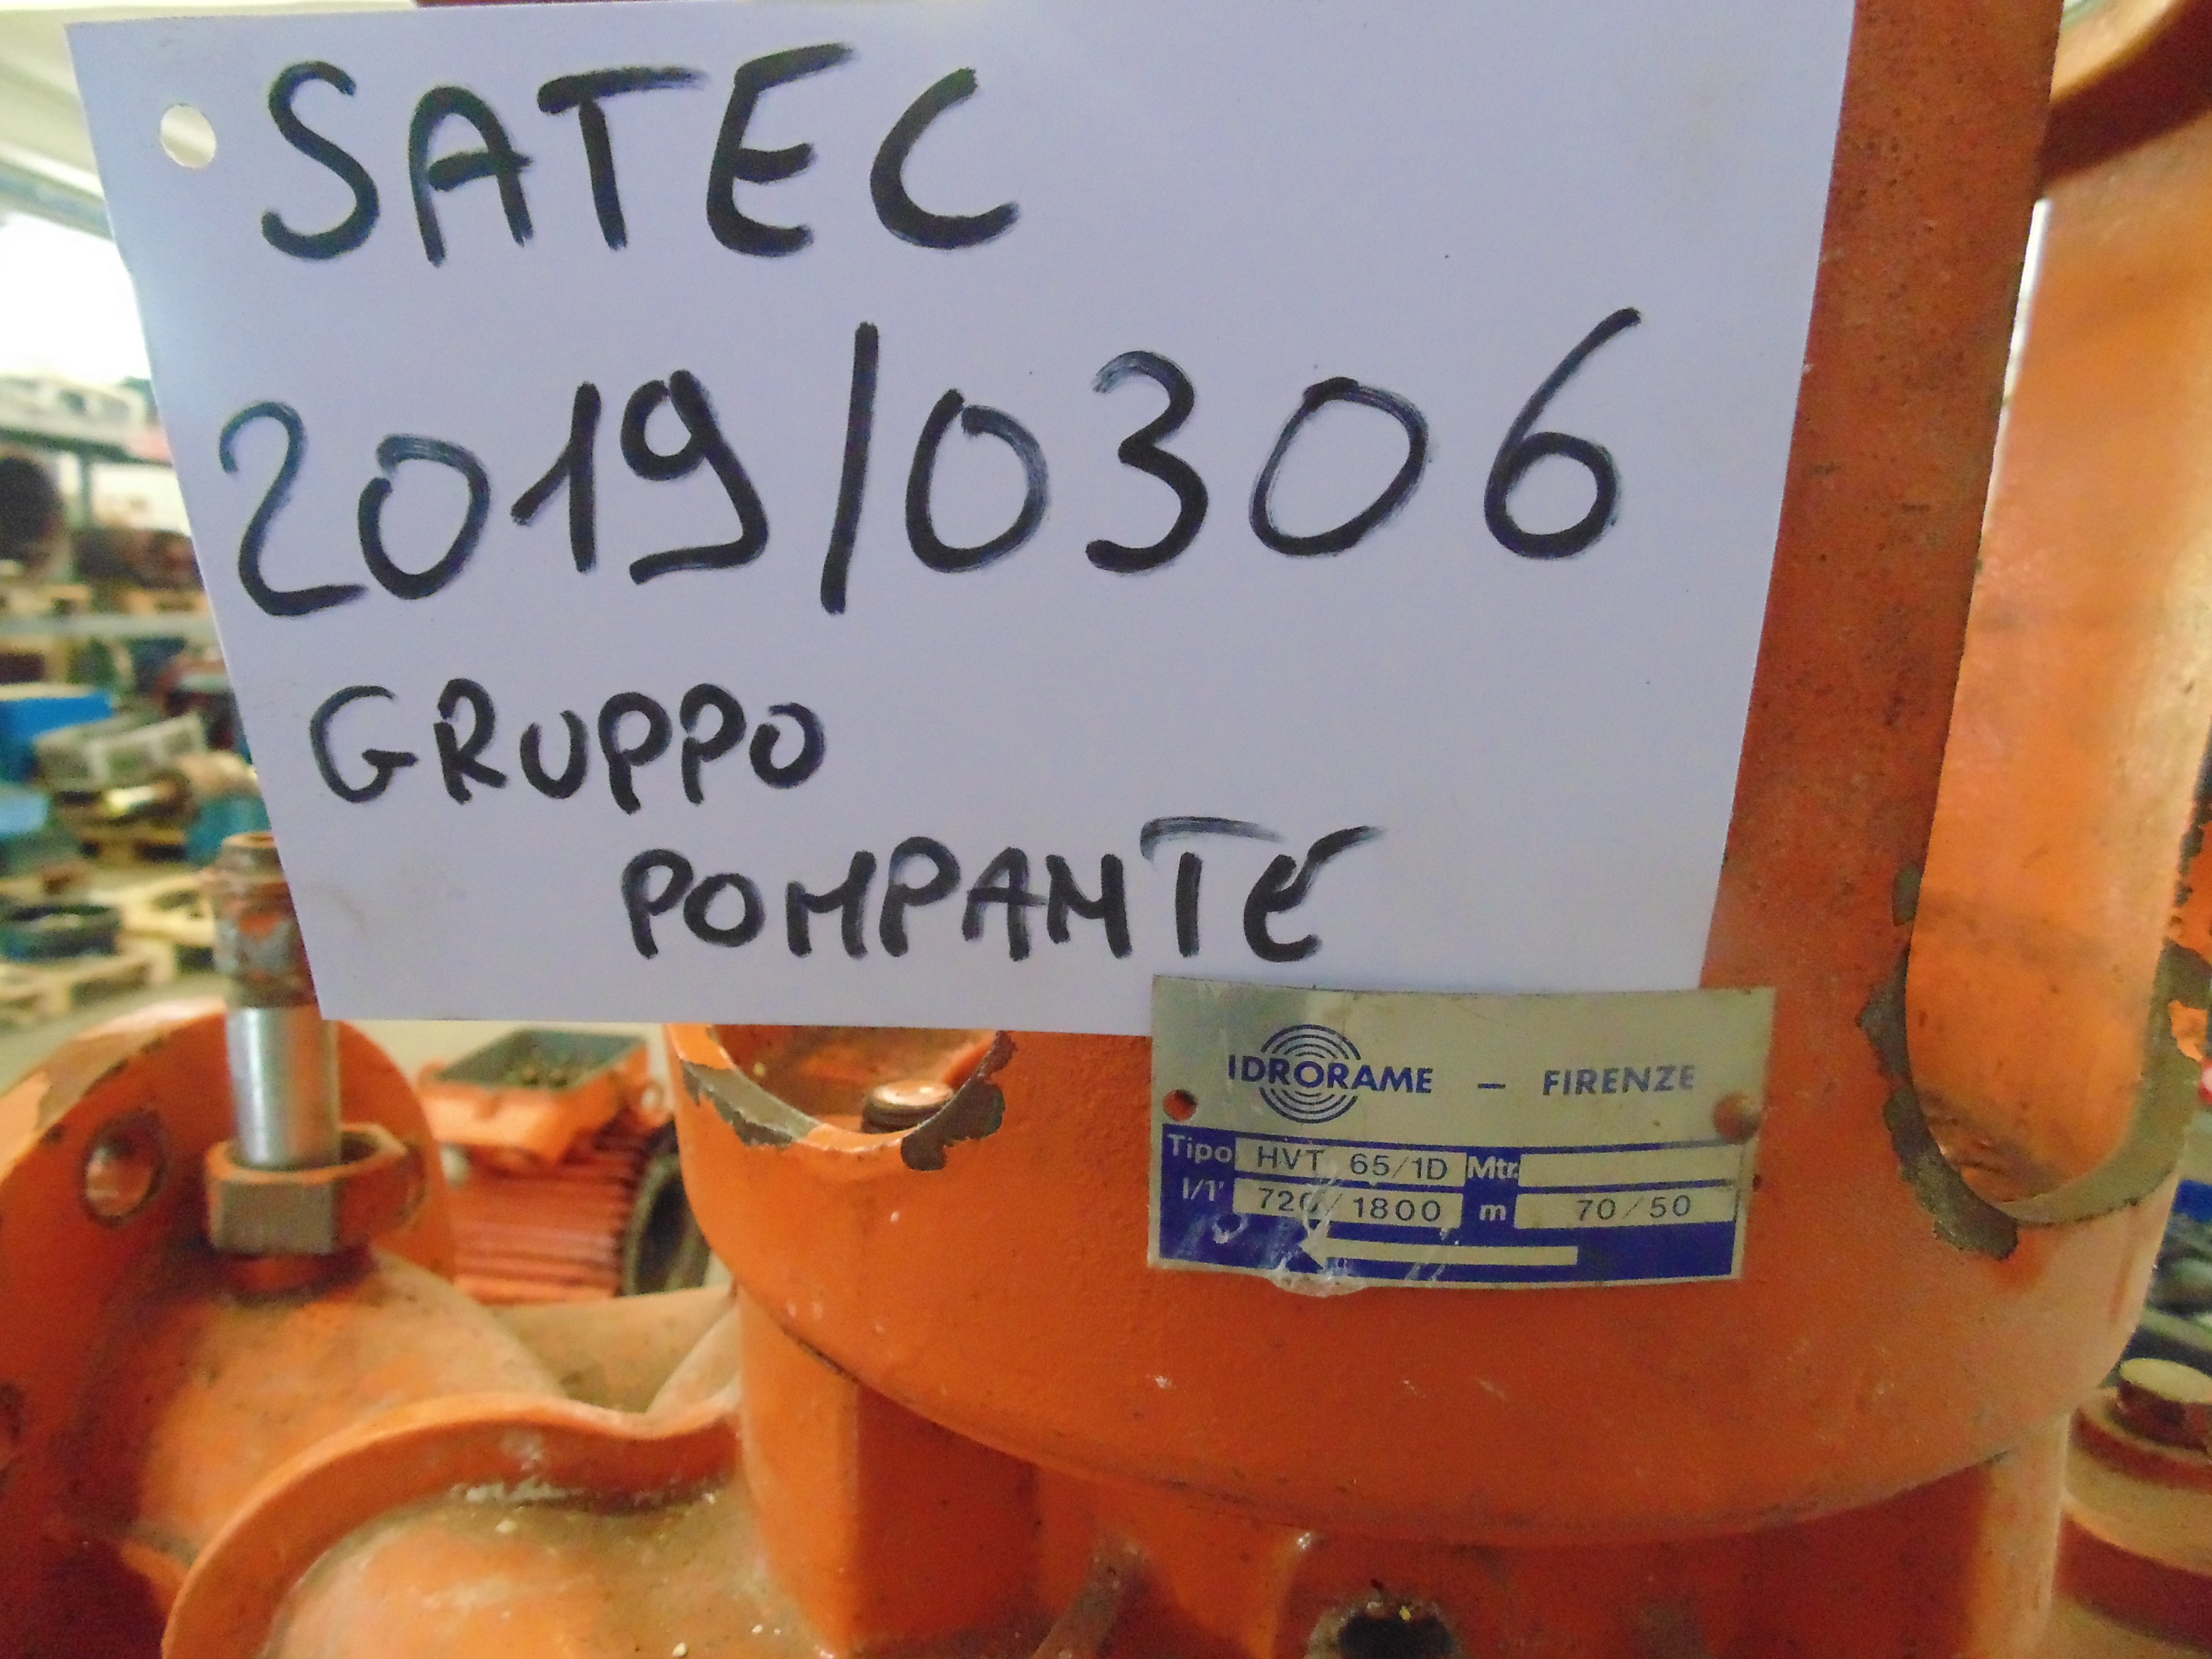 SATEC
2019/0306
GRUPPO
POMPANTE
IDRORAME - FIRENZE
Tipo HVT 65/1D Mtr.
l/1' 720/1800 m 70/50